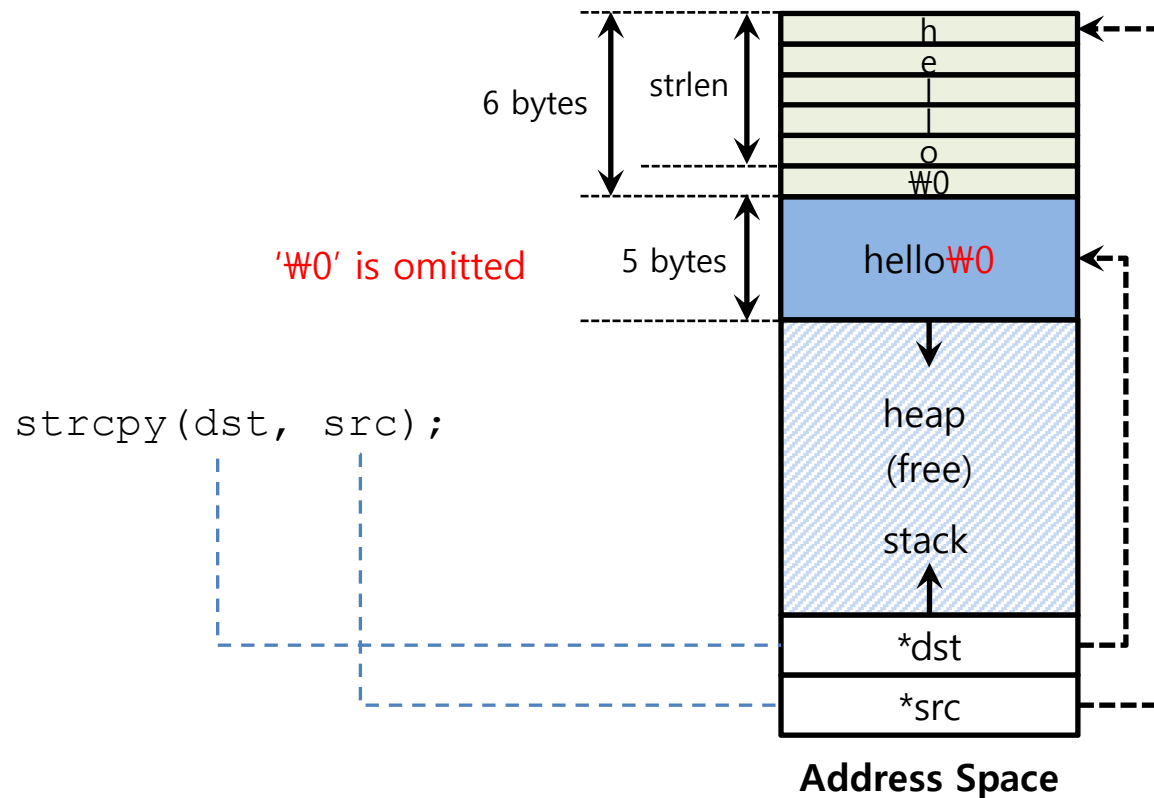 h
e
l
l
o
₩0
6 bytes
strlen
'₩0' is omitted
5 bytes
hello₩0
strcpy(dst, src);
heap
(free)
stack
*dst
*src
Address Space